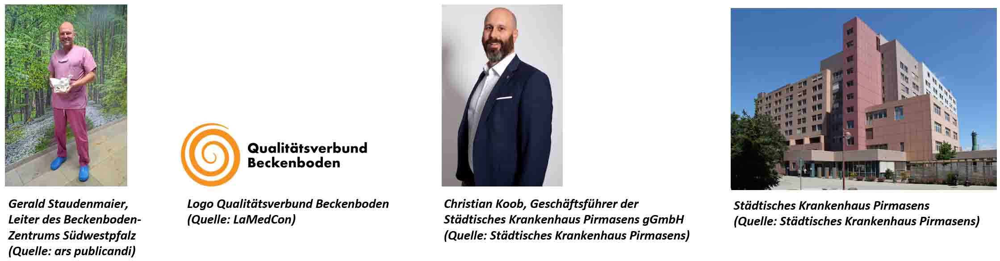 Qualitätsverbund
Beckenboden
Gerald Staudenmaier,
Leiter des Beckenboden-
Zentrums Südwestpfalz
(Quelle: ars publicandi)
Logo Qualitätsverbund Beckenboden
(Quelle: LaMedCon)
Christian Koob, Geschäftsführer der
Städtisches Krankenhaus Pirmasens gGmbH
(Quelle: Städtisches Krankenhaus Pirmasens)
Städtisches Krankenhaus Pirmasens
(Quelle: Städtisches Krankenhaus Pirmasens)